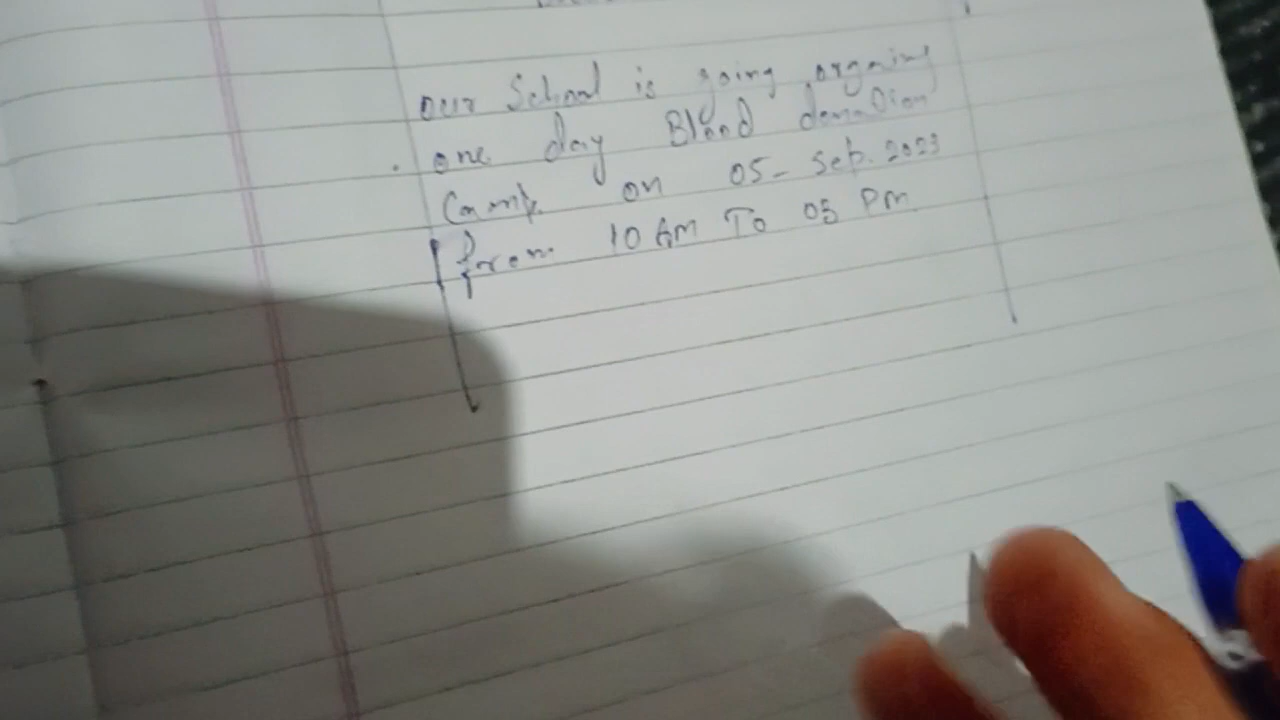 our School is going orgaing
one day Blood donation
Camp. on 05- Sep. 2023
from 10 AM To 05 PM